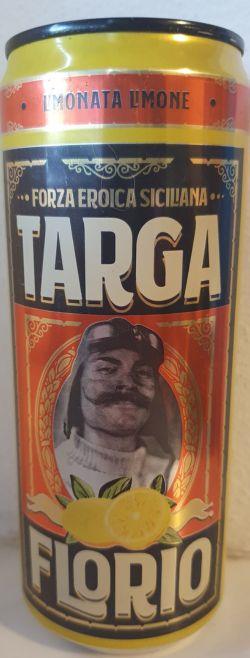 • LIMONATA LIMONE •
FORZA EROICA SICILIANA
TARGA
FLORIO